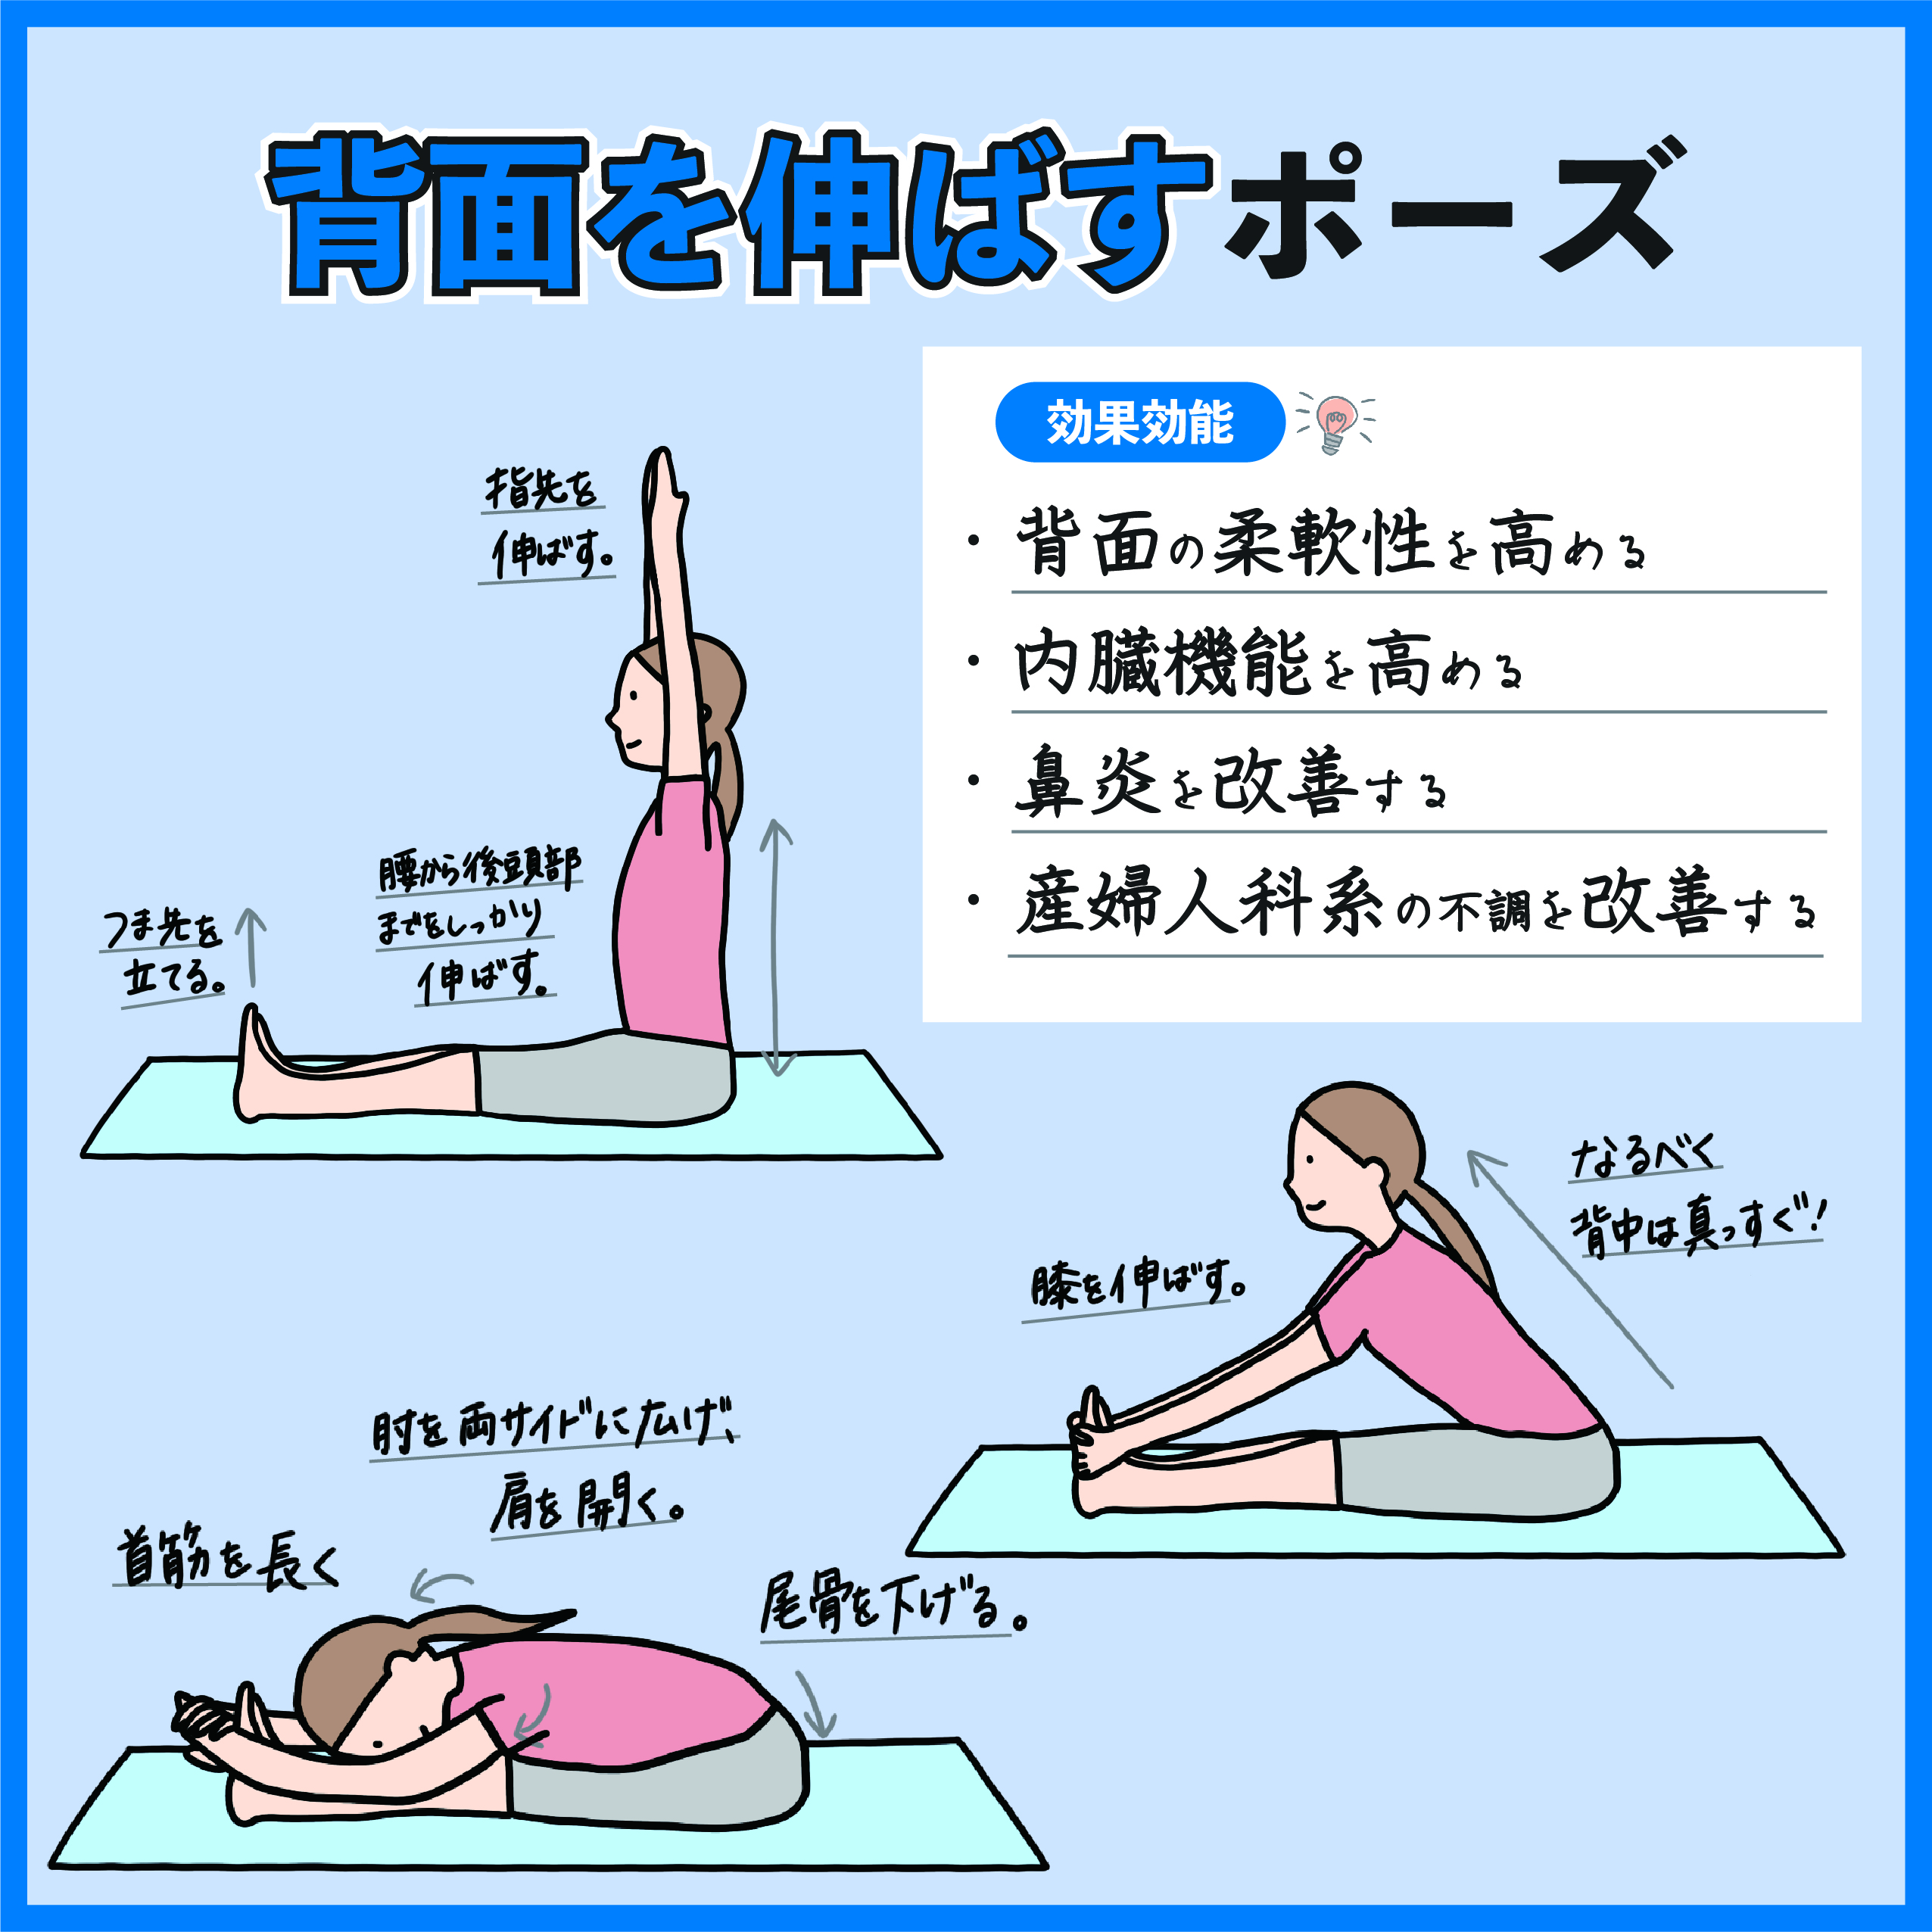 背面を伸ばすポーズ
効果効能
・背面の柔軟性を高める
・内臓機能を高める
・鼻炎を改善する
・産婦人科系の不調を改善する
指先を
伸ばす。
腰から後頭部
までをしっかり
伸ばす。
つま先を
立てる。
なるべく
背中は真っすぐ!
膝を伸ばす。
肘を両サイドに広げ、
肩を開く。
首筋を長く
尾骨を下げる。